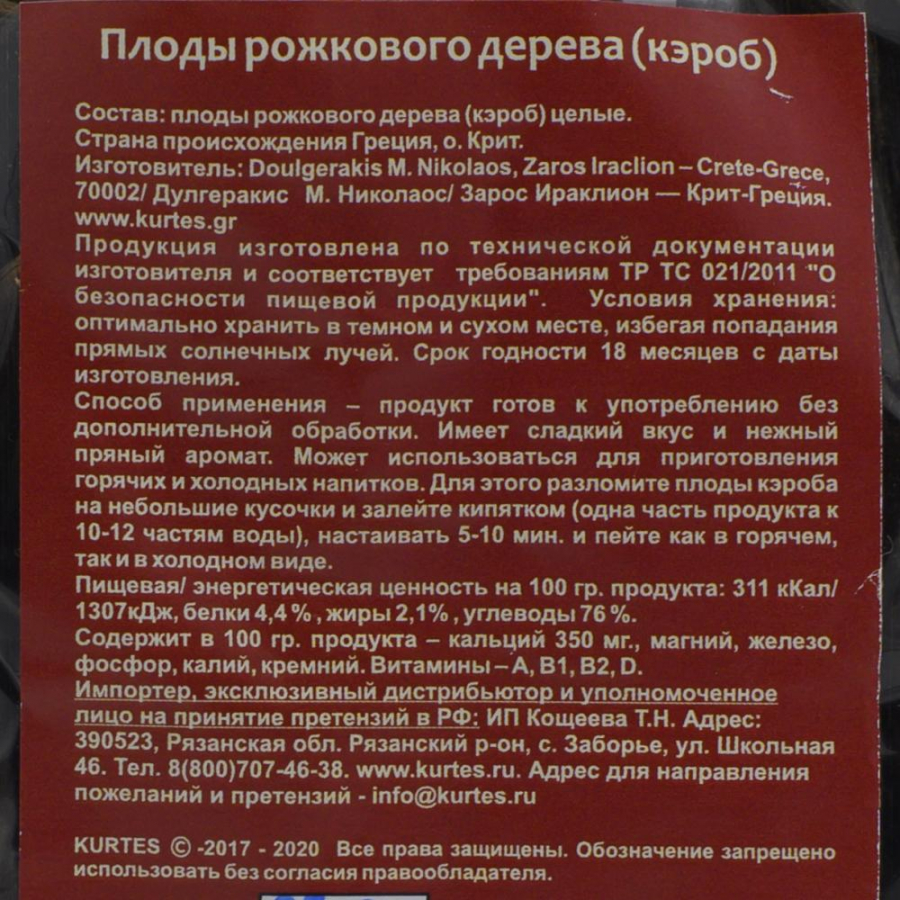 Плоды рожкового дерева (кэроб)
Состав: плоды рожкового дерева (кэроб) целые.
Страна происхождения Греция, о. Крит.
Изготовитель: Doulgerakis M. Nikolaos, Zaros Iraclion – Crete-Grece,
70002/ Дулгеракис М. Николаос/ Зарос Ираклион — Крит-Греция.
www.kurtes.gr
Продукция изготовлена по технической документации
изготовителя и соответствует требованиям ТР ТС 021/2011 "О
безопасности пищевой продукции". Условия хранения:
оптимально хранить в темном и сухом месте, избегая попадания
прямых солнечных лучей. Срок годности 18 месяцев с даты
изготовления.
Способ применения – продукт готов к употреблению без
дополнительной обработки. Имеет сладкий вкус и нежный
пряный аромат. Может использоваться для приготовления
горячих и холодных напитков. Для этого разломите плоды кэроба
на небольшие кусочки и залейте кипятком (одна часть продукта к
10-12 частям воды), настаивать 5-10 мин. и пейте как в горячем,
так и в холодном виде.
Пищевая/ энергетическая ценность на 100 гр. продукта: 311 кКал/
1307кДж, белки 4,4 % , жиры 2,1% , углеводы 76 %.
Содержит в 100 гр. продукта – кальций 350 мг., магний, железо,
фосфор, калий, кремний. Витамины – А, В1, В2, D.
Импортер, эксклюзивный дистрибьютор и уполномоченное
лицо на принятие претензий в РФ: ИП Кощеева Т.Н. Адрес:
390523, Рязанская обл. Рязанский р-он, с. Заборье, ул. Школьная
46. Тел. 8(800)707-46-38. www.kurtes.ru. Адрес для направления
пожеланий и претензий - info@kurtes.ru
KURTES © -2017 - 2020 Все права защищены. Обозначение запрещено
использовать без согласия правообладателя.